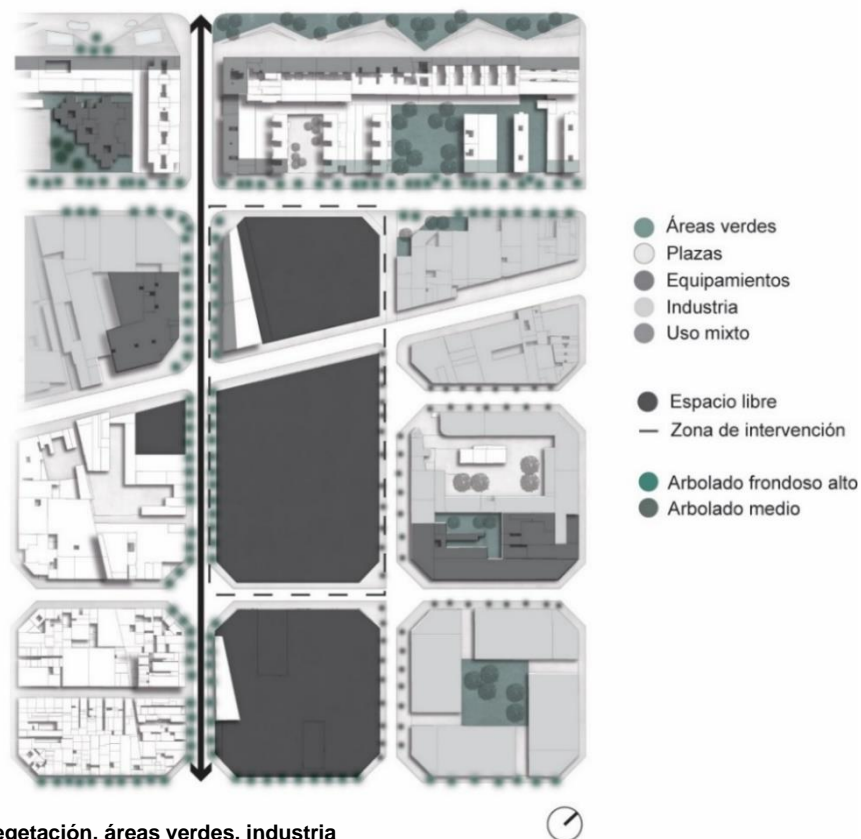 Áreas verdes
Plazas
Equipamientos
Industria
Uso mixto
Espacio libre
Zona de intervención
Arbolado frondoso alto
Arbolado medio
egetación, áreas verdes, industria